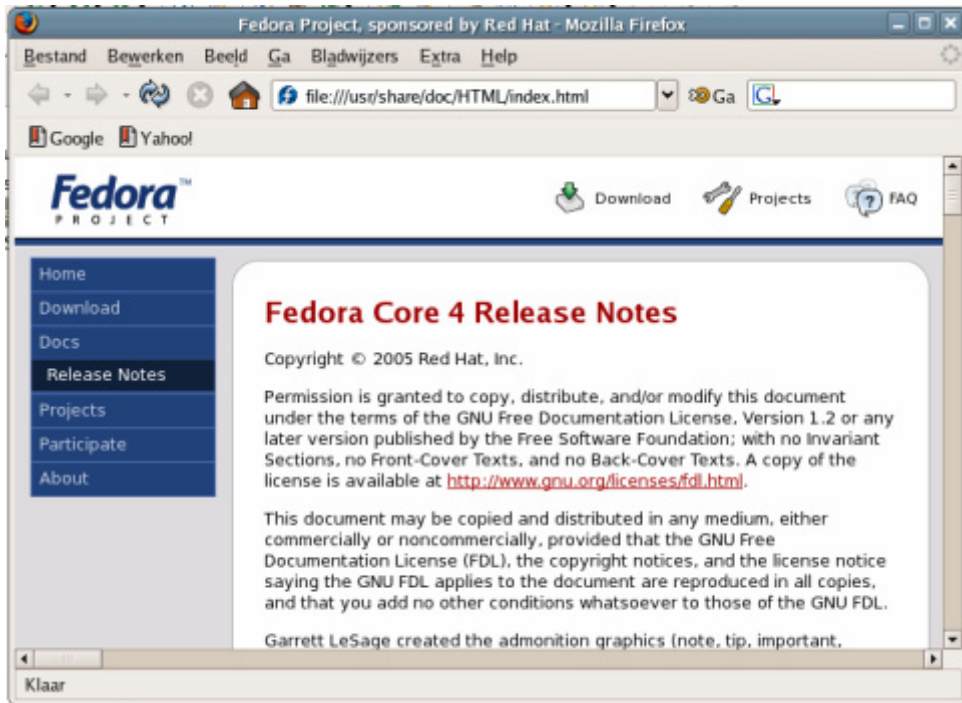 Fedora Project, sponsored by Red Hat - Mozilla Firefox
Bestand Bewerken Beeld Ga Bladwijzers Extra Help
file:///usr/share/doc/HTML/index.html Ga G
Google Yahoo!
Fedora™
PROJECT
Download Projects FAQ
Home
Download
Docs
Release Notes
Projects
Participate
About
Fedora Core 4 Release Notes
Copyright © 2005 Red Hat, Inc.
Permission is granted to copy, distribute, and/or modify this document
under the terms of the GNU Free Documentation License, Version 1.2 or any
later version published by the Free Software Foundation; with no Invariant
Sections, no Front-Cover Texts, and no Back-Cover Texts. A copy of the
license is available at http://www.gnu.org/licenses/fdl.html.
This document may be copied and distributed in any medium, either
commercially or noncommercially, provided that the GNU Free
Documentation License (FDL), the copyright notices, and the license notice
saying the GNU FDL applies to the document are reproduced in all copies,
and that you add no other conditions whatsoever to those of the GNU FDL.
Garrett LeSage created the admonition graphics (note, tip, important,
Klaar